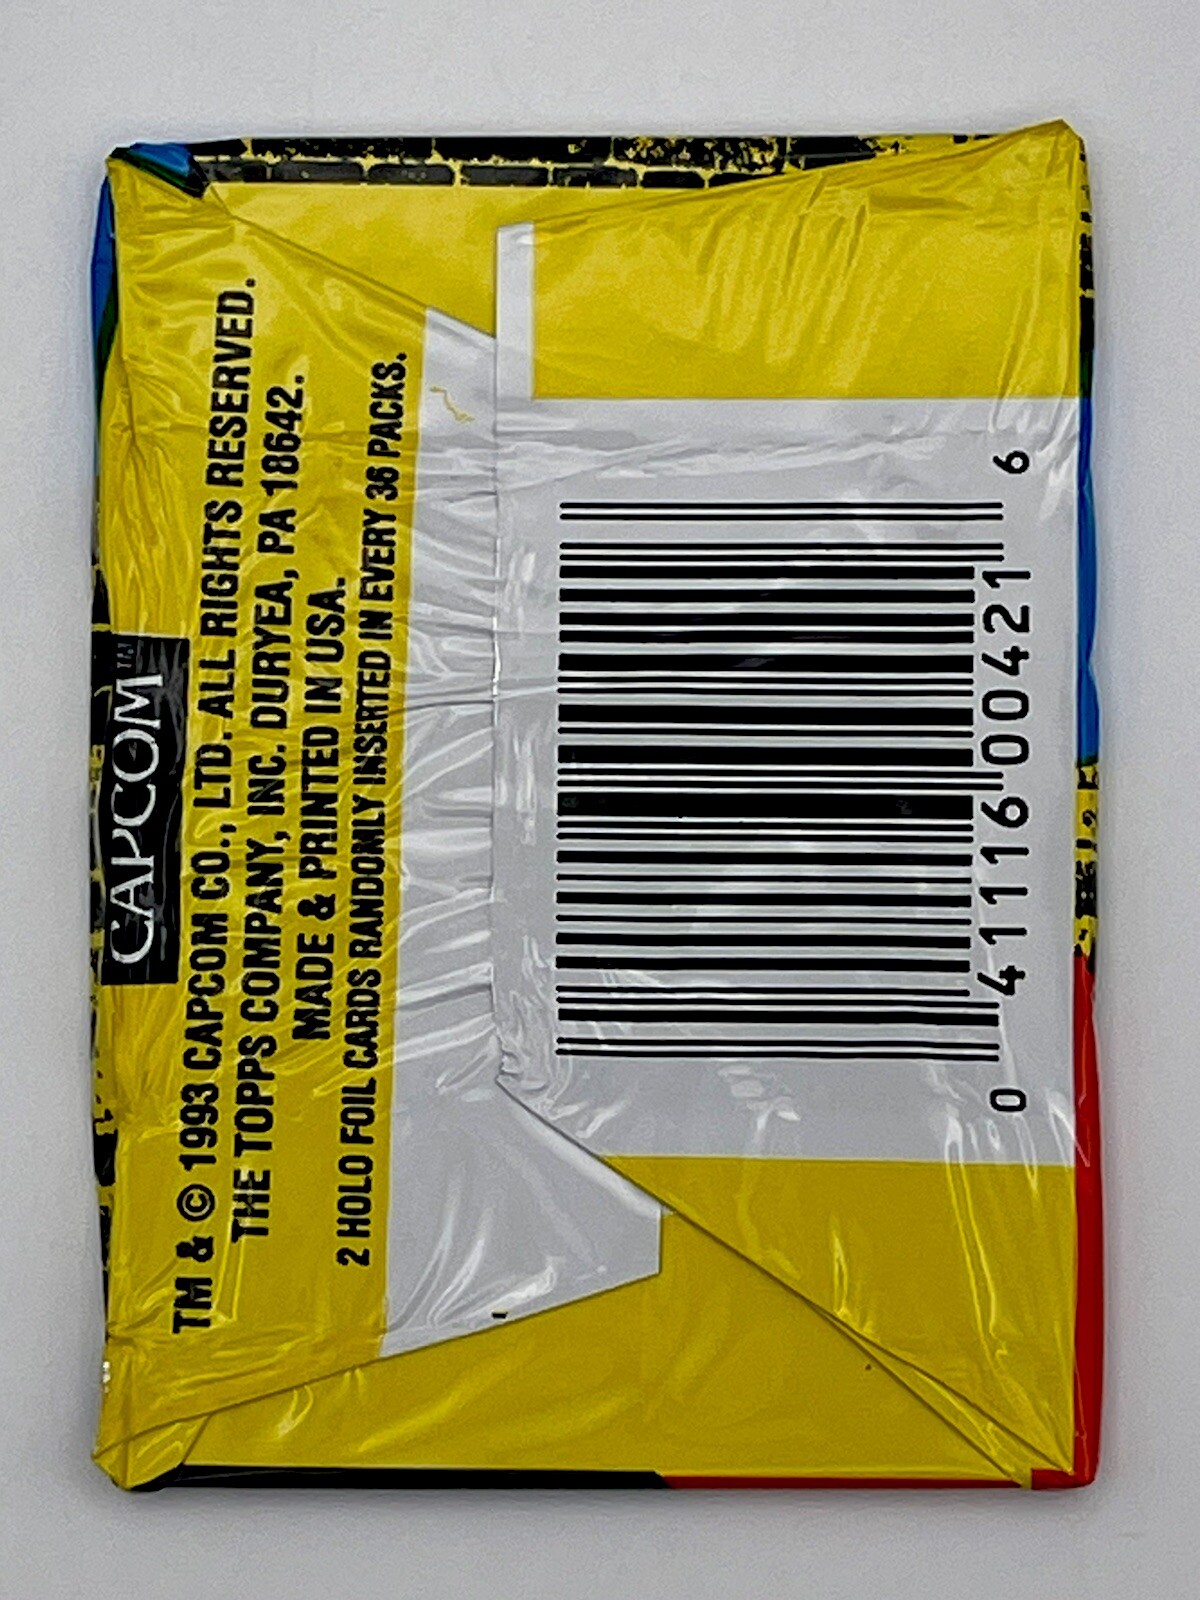 CAPCOM™
TM & © 1993 CAPCOM CO., LTD. ALL RIGHTS RESERVED.
THE TOPPS COMPANY, INC. DURYEA, PA 18642.
MADE & PRINTED IN USA.
2 HOLO FOIL CARDS RANDOMLY INSERTED IN EVERY 36 PACKS.
0 41116 00421 6